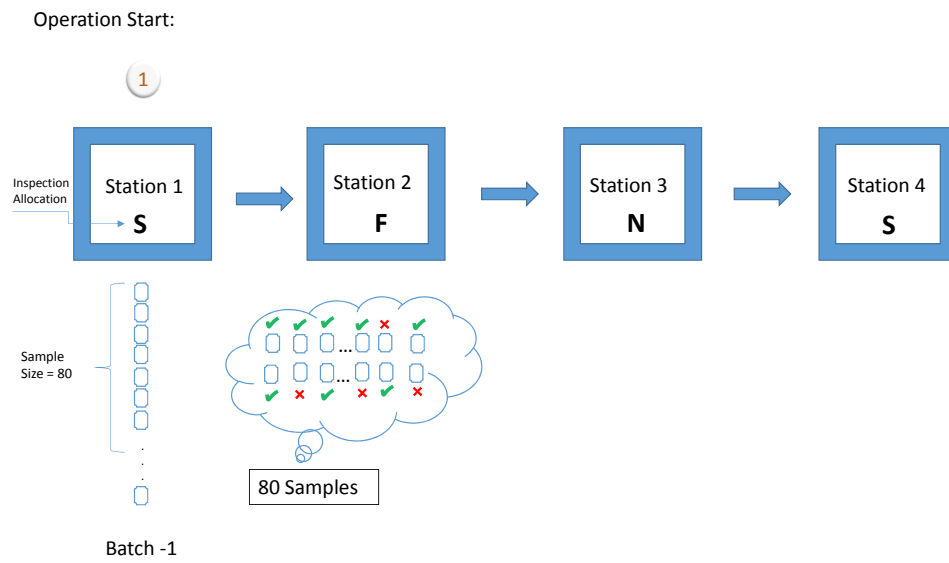 Operation Start:
1
Inspection
Allocation
Station 1
S
Station 2
F
Station 3
N
Station 4
S
Sample
Size = 80
...
...
.
.
.
80 Samples
Batch -1